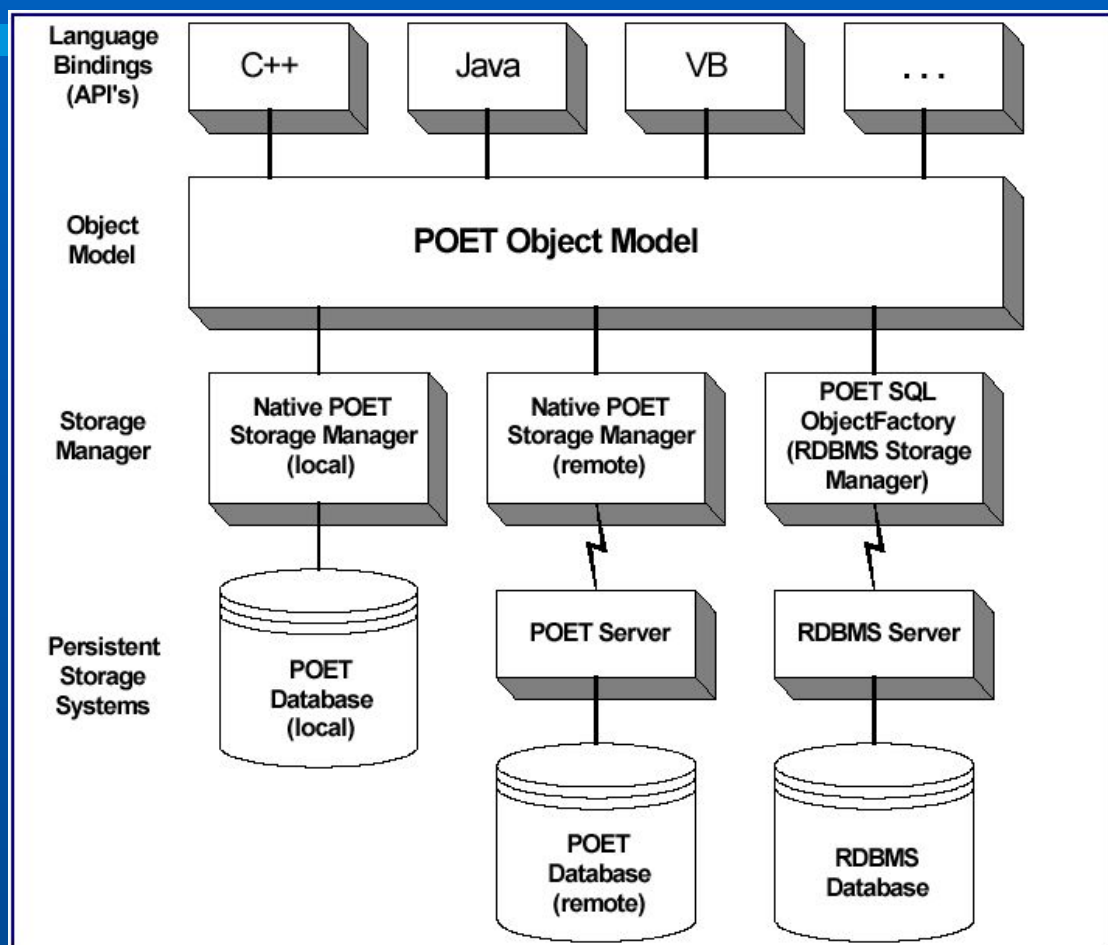 Language
Bindings
(API's)
C++
Java
VB
...
Object
Model
POET Object Model
Storage
Manager
Native POET
Storage Manager
(local)
Native POET
Storage Manager
(remote)
POET SQL
ObjectFactory
(RDBMS Storage
Manager)
Persistent
Storage
Systems
POET
Database
(local)
POET Server
RDBMS Server
POET
Database
(remote)
RDBMS
Database